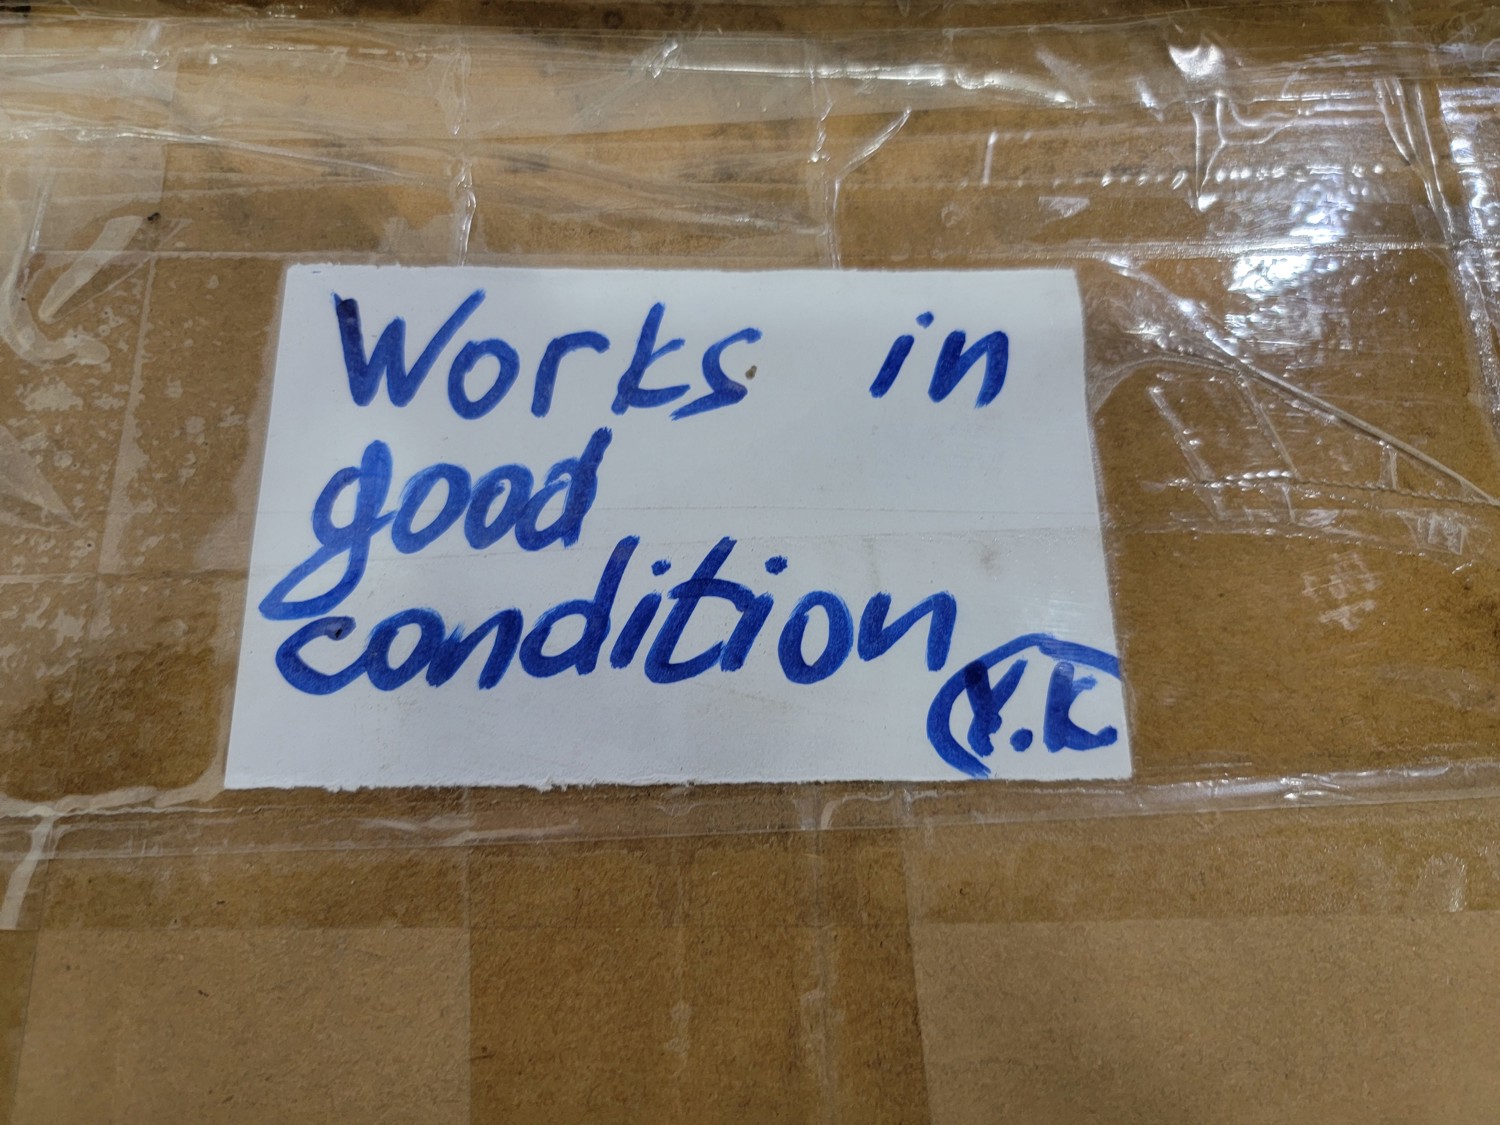 Works in
good
condition
Y.K